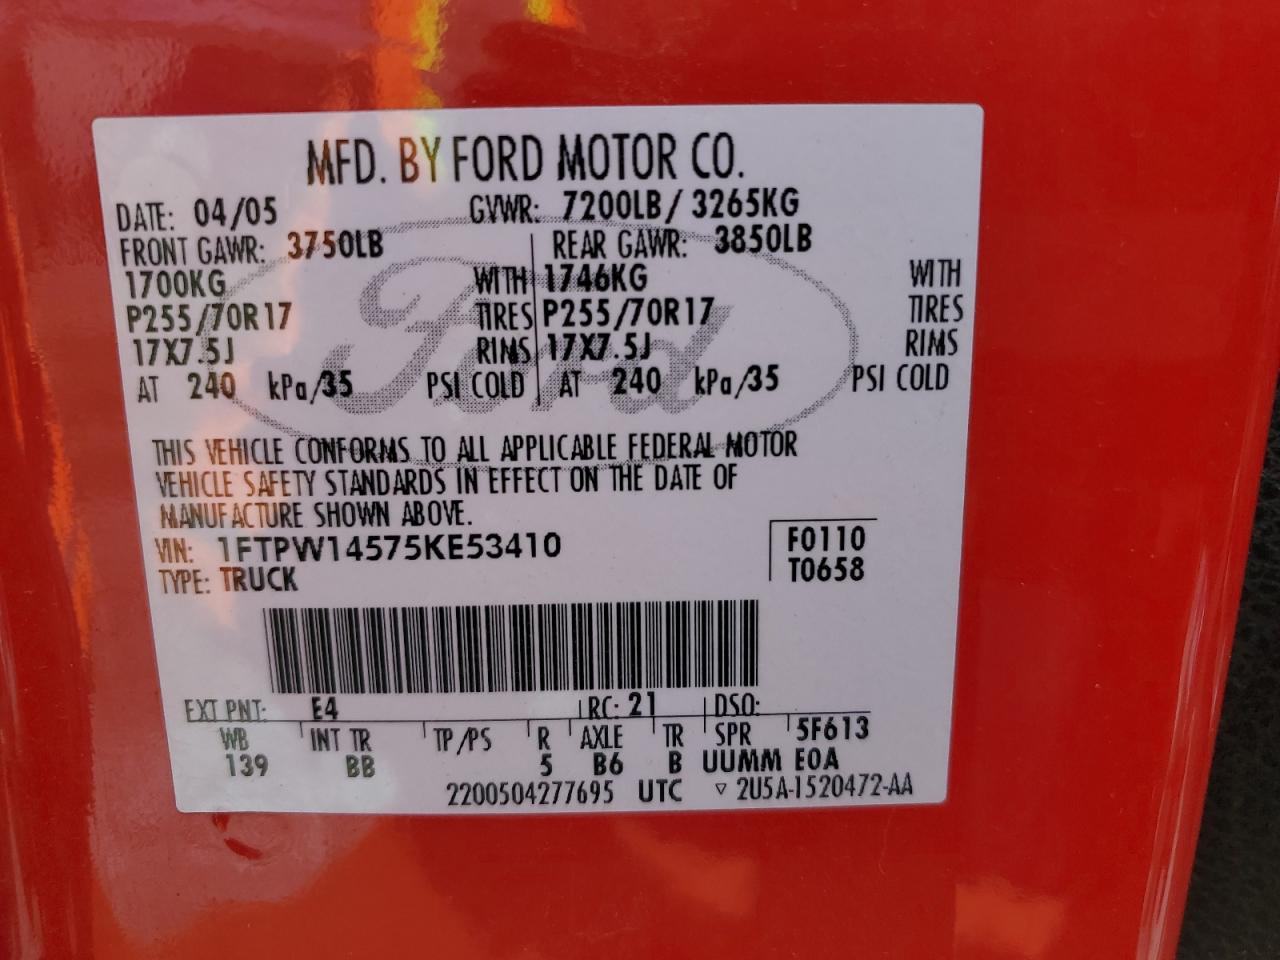 MFD. BY FORD MOTOR CO.
DATE: 04/05 GVWR: 7200LB/ 3265KG
FRONT GAWR: 3750LB REAR GAWR: 3850LB
1700KG WITH 1746KG WITH
P255/70R17 TIRES P255/70R17 TIRES
17X7.5J RIMS 17X7.5J RIMS
AT 240 kPa/35 PSI COLD AT 240 kPa/35 PSI COLD
Ford
THIS VEHICLE CONFORMS TO ALL APPLICABLE FEDERAL MOTOR
VEHICLE SAFETY STANDARDS IN EFFECT ON THE DATE OF
MANUFACTURE SHOWN ABOVE.
VIN: 1FTPW14575KE53410 F0110
TYPE: TRUCK T0658
EXT PNT: E4 RC: 21 DSO:
WB INT TR TP/PS R AXLE TR SPR 5F613
139 BB 5 B6 B UUMM E0A
2200504277695 UTC ▿ 2U5A-1520472-AA